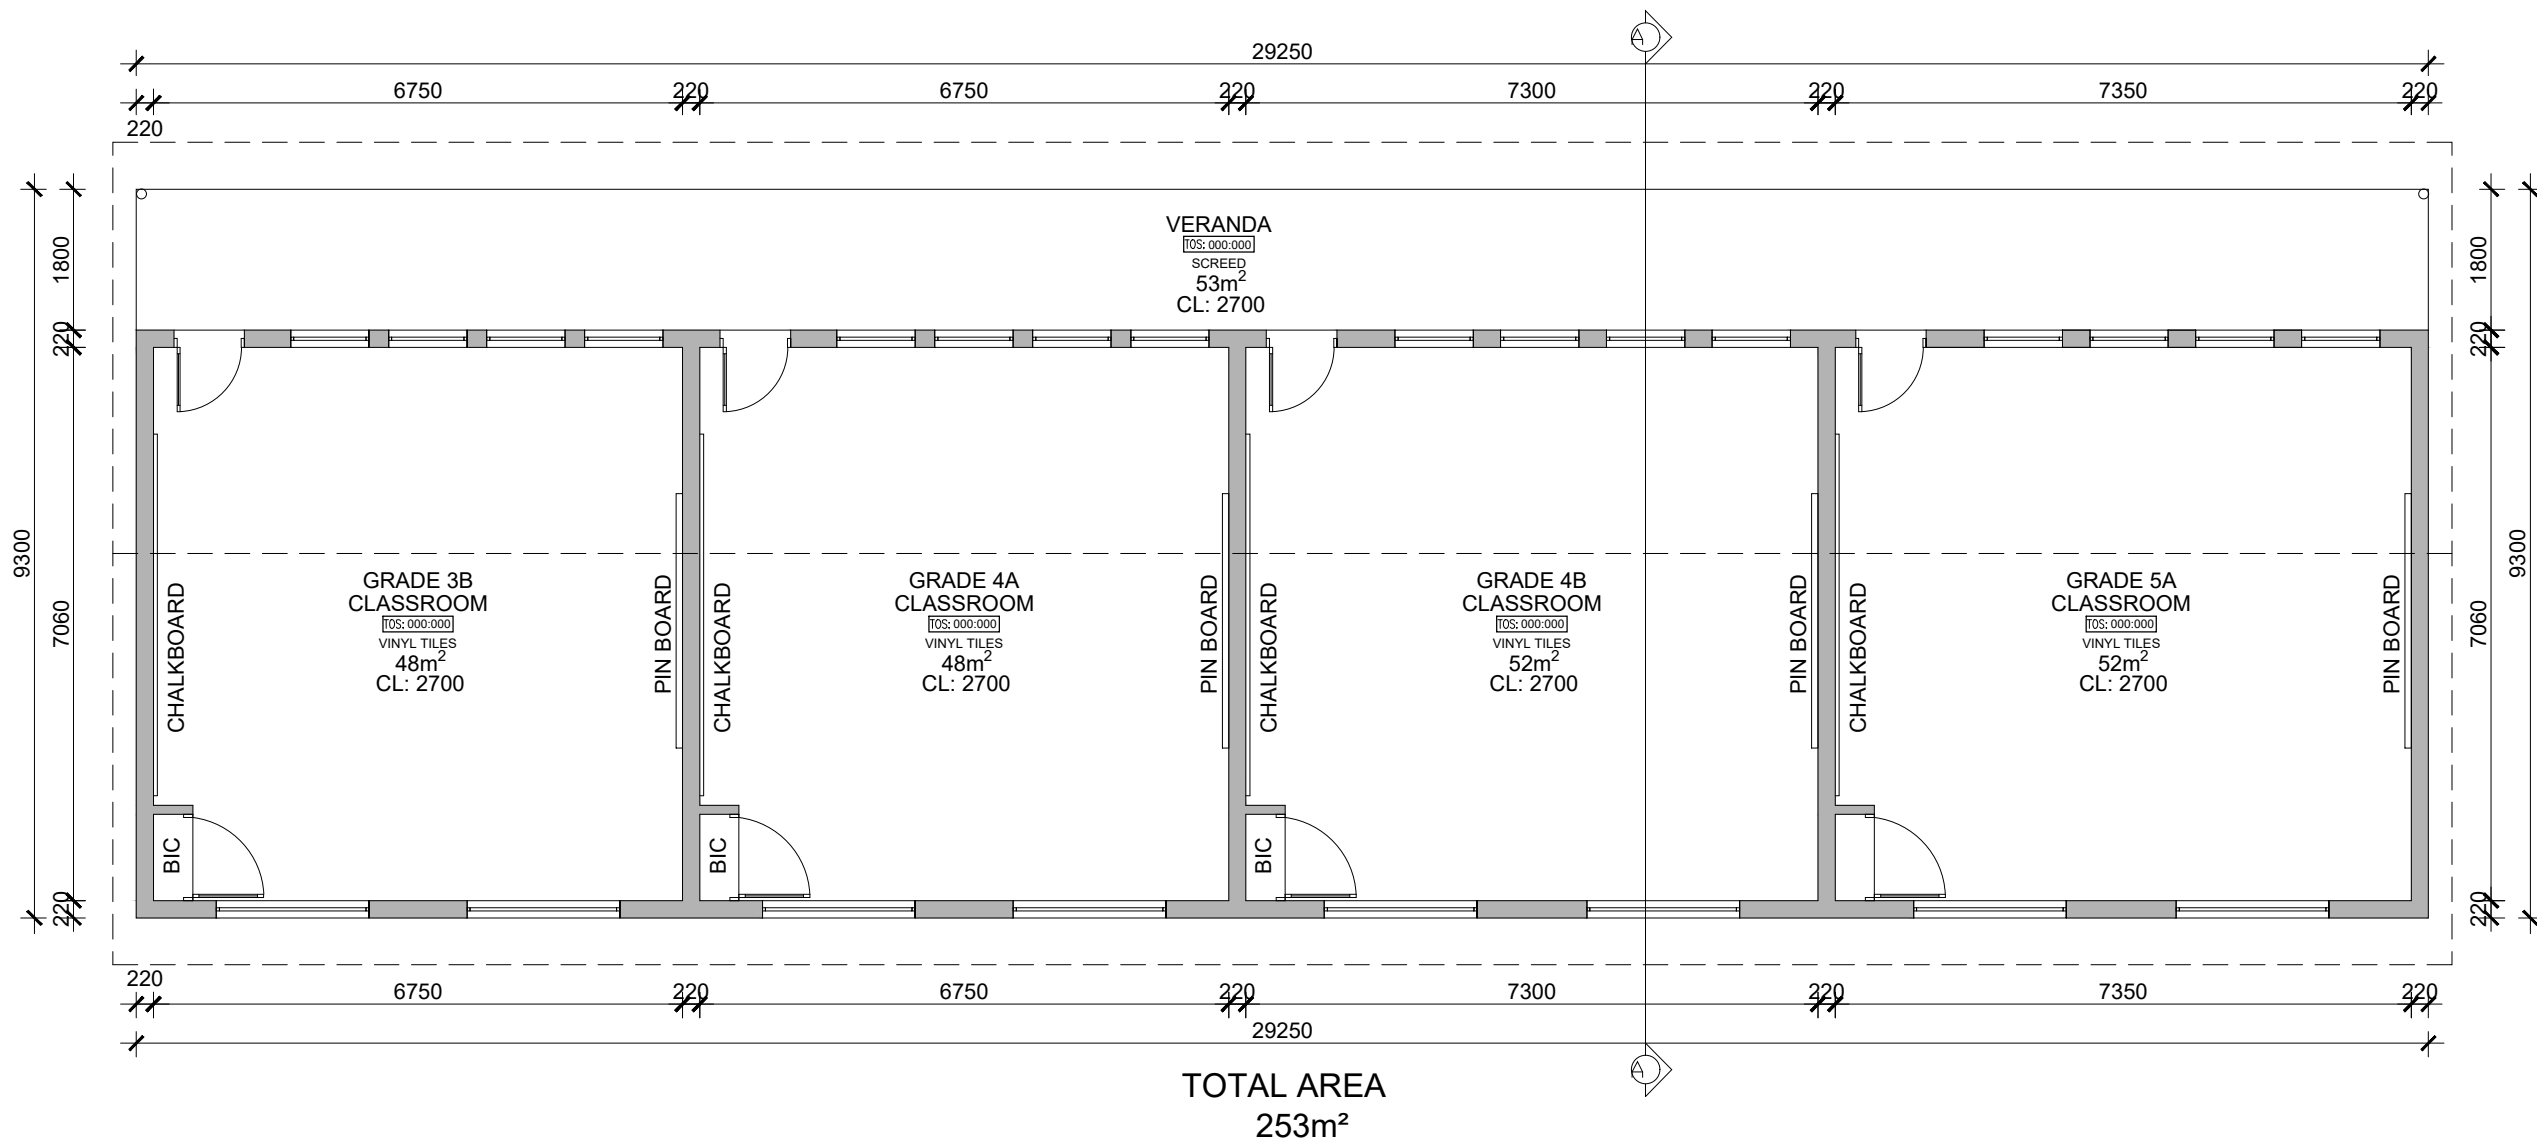 A
29250
6750 220 6750 220 7300 220 7350 220
220
VERANDA
TOS: 000:000
SCREED
53m²
CL: 2700
1800
220
7060
220
9300
1800
220
7060
220
9300
GRADE 3B
CLASSROOM
TOS: 000:000
VINYL TILES
48m²
CL: 2700
CHALKBOARD
PIN BOARD
BIC
GRADE 4A
CLASSROOM
TOS: 000:000
VINYL TILES
48m²
CL: 2700
CHALKBOARD
PIN BOARD
BIC
GRADE 4B
CLASSROOM
TOS: 000:000
VINYL TILES
52m²
CL: 2700
CHALKBOARD
PIN BOARD
BIC
GRADE 5A
CLASSROOM
TOS: 000:000
VINYL TILES
52m²
CL: 2700
CHALKBOARD
PIN BOARD
220
6750 220 6750 220 7300 220 7350 220
29250
A
TOTAL AREA
253m²